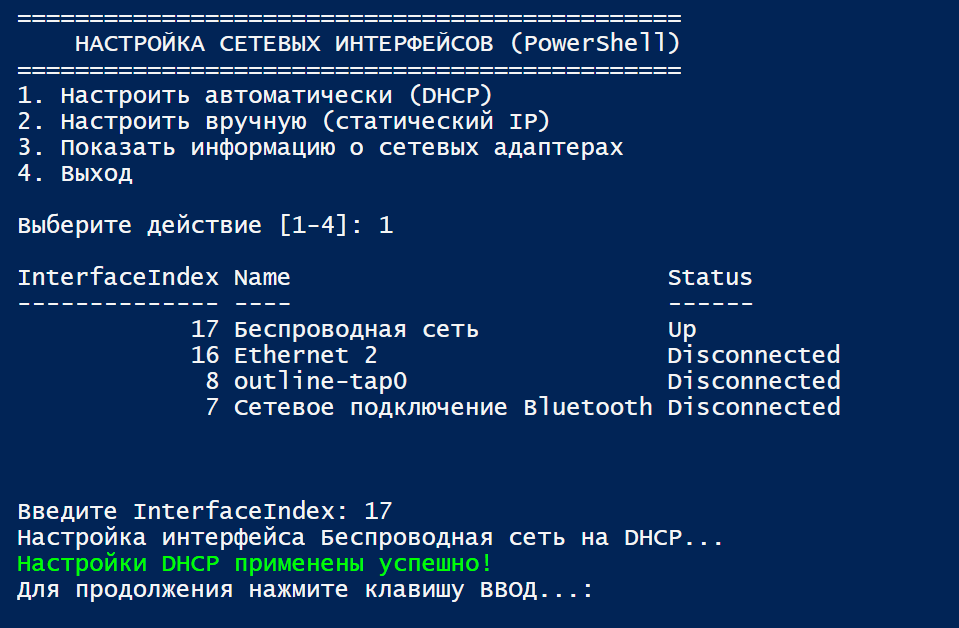 ==============================================
    НАСТРОЙКА СЕТЕВЫХ ИНТЕРФЕЙСОВ (PowerShell)
==============================================
1. Настроить автоматически (DHCP)
2. Настроить вручную (статический IP)
3. Показать информацию о сетевых адаптерах
4. Выход
Выберите действие [1-4]: 1
InterfaceIndex Name                          Status
-------------- ----                          ------
            17 Беспроводная сеть             Up
            16 Ethernet 2                    Disconnected
             8 outline-tap0                  Disconnected
             7 Сетевое подключение Bluetooth Disconnected
Введите InterfaceIndex: 17
Настройка интерфейса Беспроводная сеть на DHCP...
Настройки DHCP применены успешно!
Для продолжения нажмите клавишу ВВОД...: